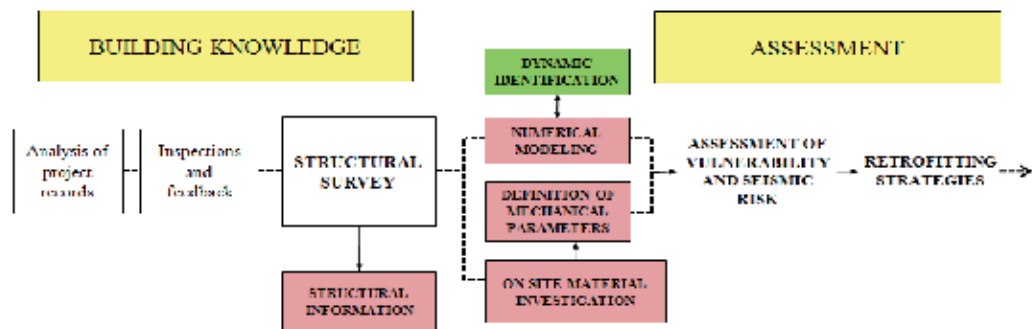 BUILDING KNOWLEDGE
ASSESSMENT
DYNAMIC
IDENTIFICATION
Analysis of
project
records
Inspections
and
feedback
STRUCTURAL
SURVEY
NUMERICAL
MODELING
DEFINITION OF
MECHANICAL
PARAMETERS
ASSESSMENT OF
VULNERABILITY
AND SEISMIC
RISK
RETROFITTING
STRATEGIES
STRUCTURAL
INFORMATION
ON SITE MATERIAL
INVESTIGATION